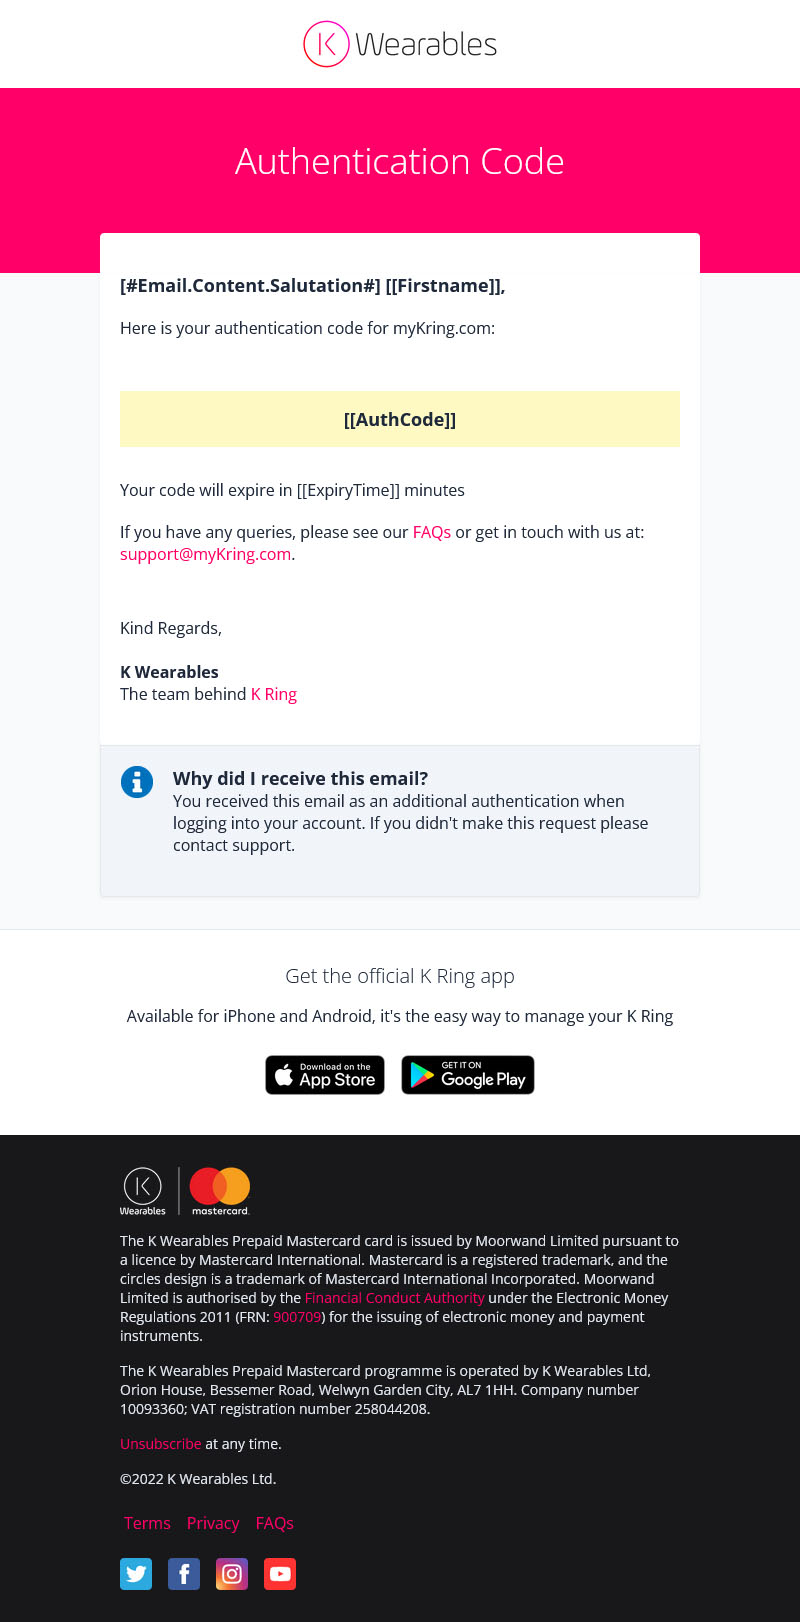 K Wearables
Authentication Code
[#Email.Content.Salutation#] [[Firstname]],
Here is your authentication code for myKring.com:
[[AuthCode]]
Your code will expire in [[ExpiryTime]] minutes
If you have any queries, please see our FAQs or get in touch with us at:
support@myKring.com.
Kind Regards,
K Wearables
The team behind K Ring
Why did I receive this email?
You received this email as an additional authentication when
logging into your account. If you didn't make this request please
contact support.
Get the official K Ring app
Available for iPhone and Android, it's the easy way to manage your K Ring
Download on the
App Store
GET IT ON
Google Play
K
Wearables
mastercard.
The K Wearables Prepaid Mastercard card is issued by Moorwand Limited pursuant to
a licence by Mastercard International. Mastercard is a registered trademark, and the
circles design is a trademark of Mastercard International Incorporated. Moorwand
Limited is authorised by the Financial Conduct Authority under the Electronic Money
Regulations 2011 (FRN: 900709) for the issuing of electronic money and payment
instruments.
The K Wearables Prepaid Mastercard programme is operated by K Wearables Ltd,
Orion House, Bessemer Road, Welwyn Garden City, AL7 1HH. Company number
10093360; VAT registration number 258044208.
Unsubscribe at any time.
©2022 K Wearables Ltd.
Terms Privacy FAQs